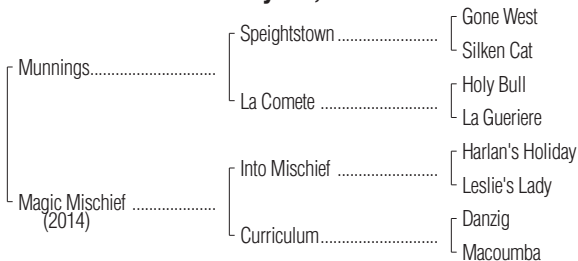 Gone West
Speightstown
Silken Cat
Munnings
Holy Bull
La Comete
La Gueriere
Harlan's Holiday
Into Mischief
Leslie's Lady
Magic Mischief
(2014)
Danzig
Curriculum
Macoumba